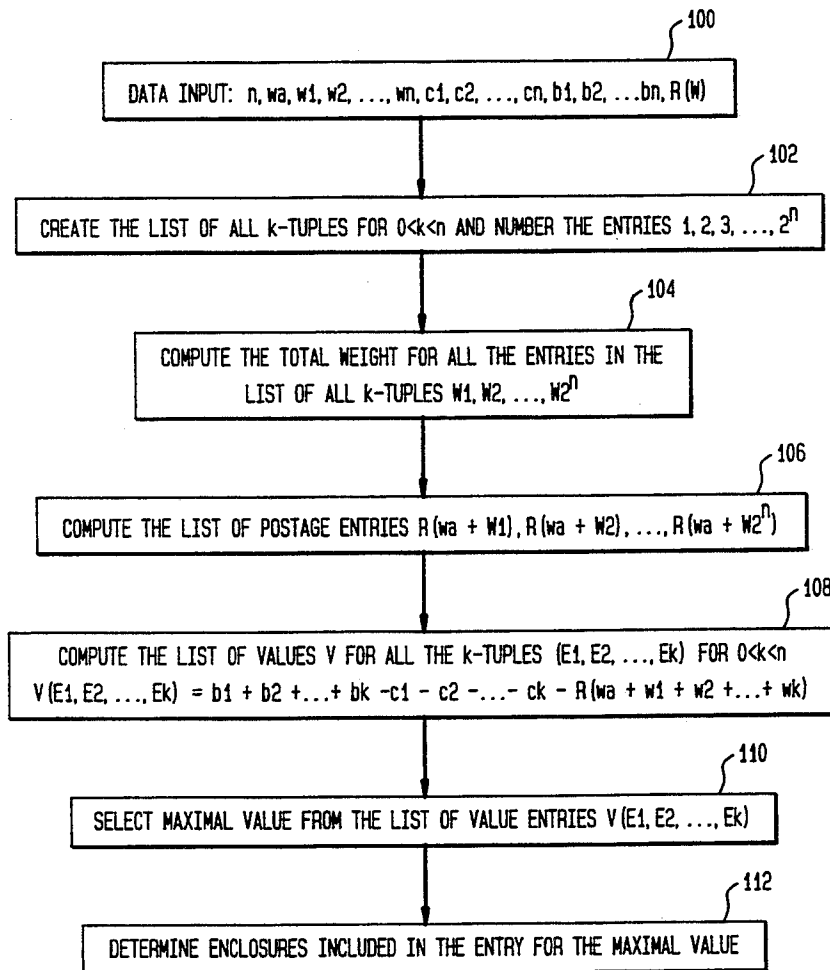 100
DATA INPUT: n, wa, w1, w2, ..., wn, c1, c2, ..., cn, b1, b2, ...bn, R(W)
102
CREATE THE LIST OF ALL k-TUPLES FOR 0<k<n AND NUMBER THE ENTRIES 1, 2, 3, ..., 2^n
104
COMPUTE THE TOTAL WEIGHT FOR ALL THE ENTRIES IN THE
LIST OF ALL k-TUPLES W1, W2, ..., W2^n
106
COMPUTE THE LIST OF POSTAGE ENTRIES R(wa + W1), R(wa + W2), ..., R(wa + W2^n)
108
COMPUTE THE LIST OF VALUES V FOR ALL THE k-TUPLES (E1, E2, ..., Ek) FOR 0<k<n
V(E1, E2, ..., Ek) = b1 + b2 +...+ bk -c1 - c2 -...- ck - R(wa + w1 + w2 +...+ wk)
110
SELECT MAXIMAL VALUE FROM THE LIST OF VALUE ENTRIES V(E1, E2, ..., Ek)
112
DETERMINE ENCLOSURES INCLUDED IN THE ENTRY FOR THE MAXIMAL VALUE